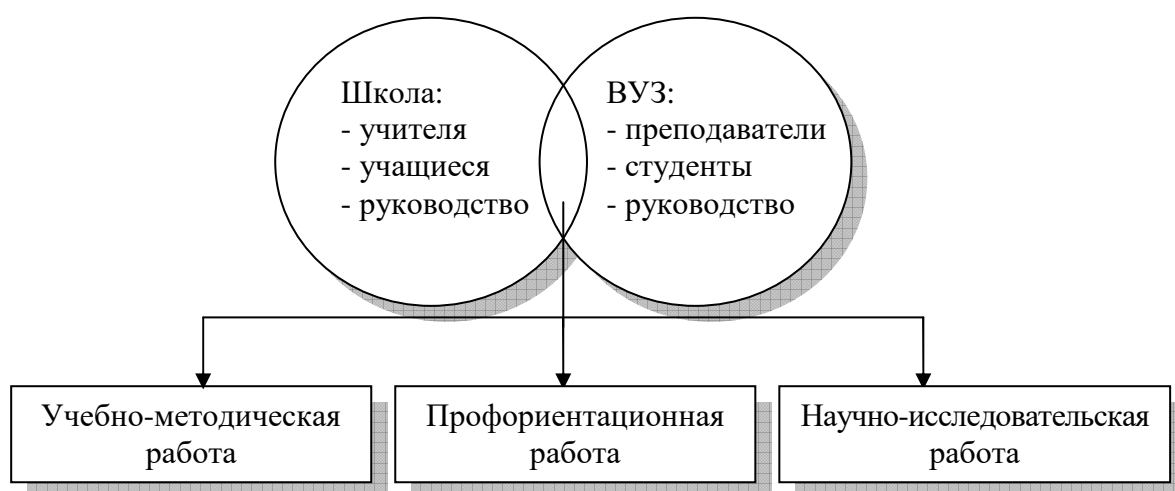 Школа:
- учителя
- учащиеся
- руководство
ВУЗ:
- преподаватели
- студенты
- руководство
Учебно-методическая
работа
Профориентационная
работа
Научно-исследовательская
работа